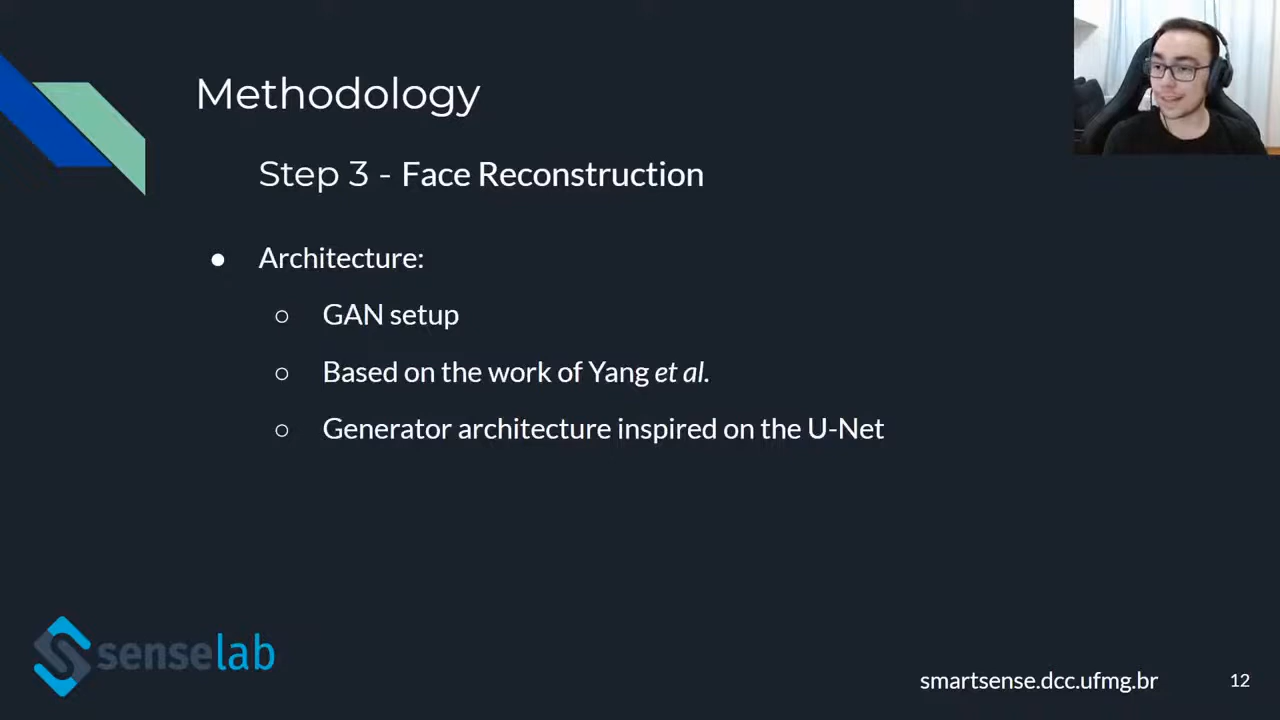 Methodology
Step 3 - Face Reconstruction
● Architecture:
○ GAN setup
○ Based on the work of Yang et al.
○ Generator architecture inspired on the U-Net
senselab
smartsense.dcc.ufmg.br
12